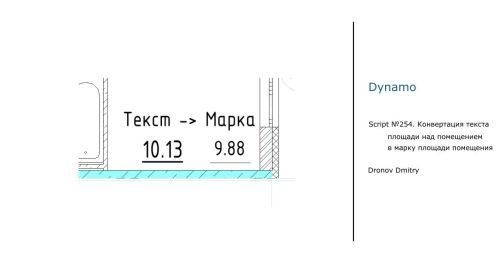 Текст -> Марка
10.13 9.88
Dynamo
Script №254. Конвертация текста
площади над помещением
в марку площади помещения
Dronov Dmitry